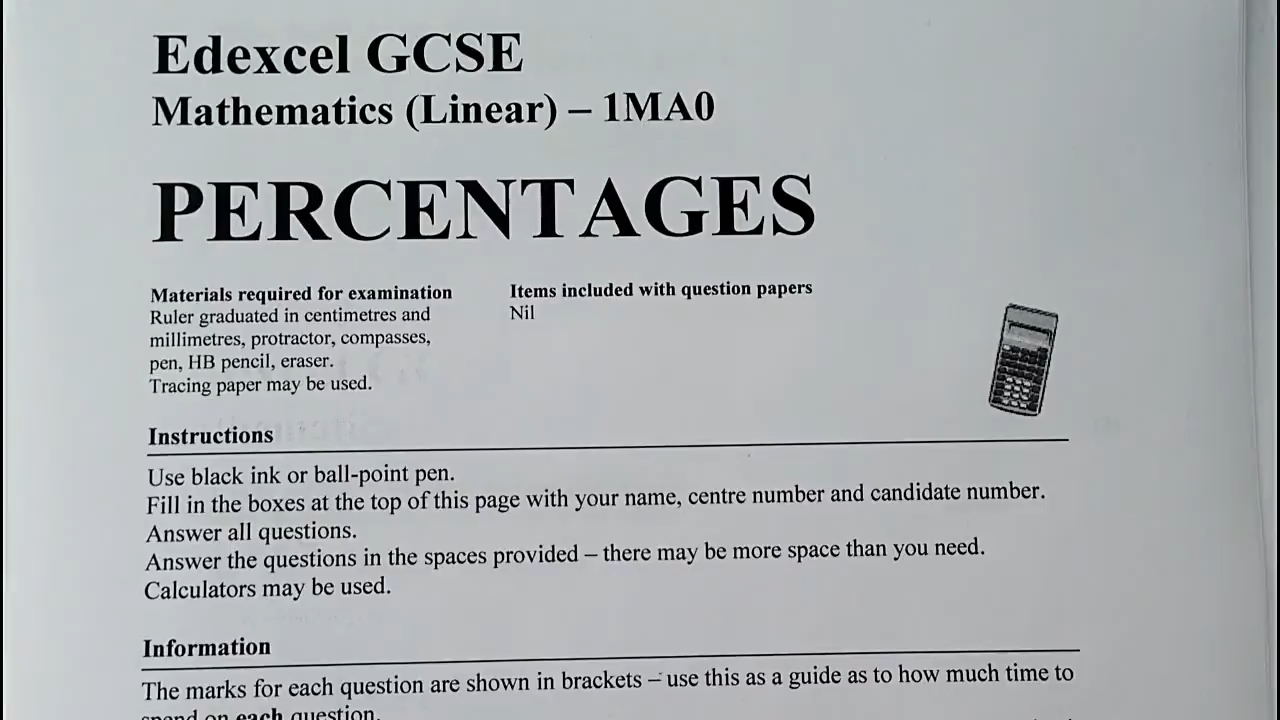 Edexcel GCSE
Mathematics (Linear) – 1MA0
PERCENTAGES
Materials required for examination
Ruler graduated in centimetres and
millimetres, protractor, compasses,
pen, HB pencil, eraser.
Tracing paper may be used.
Items included with question papers
Nil
Instructions
Use black ink or ball-point pen.
Fill in the boxes at the top of this page with your name, centre number and candidate number.
Answer all questions.
Answer the questions in the spaces provided – there may be more space than you need.
Calculators may be used.
Information
The marks for each question are shown in brackets – use this as a guide as to how much time to
spend on each question.